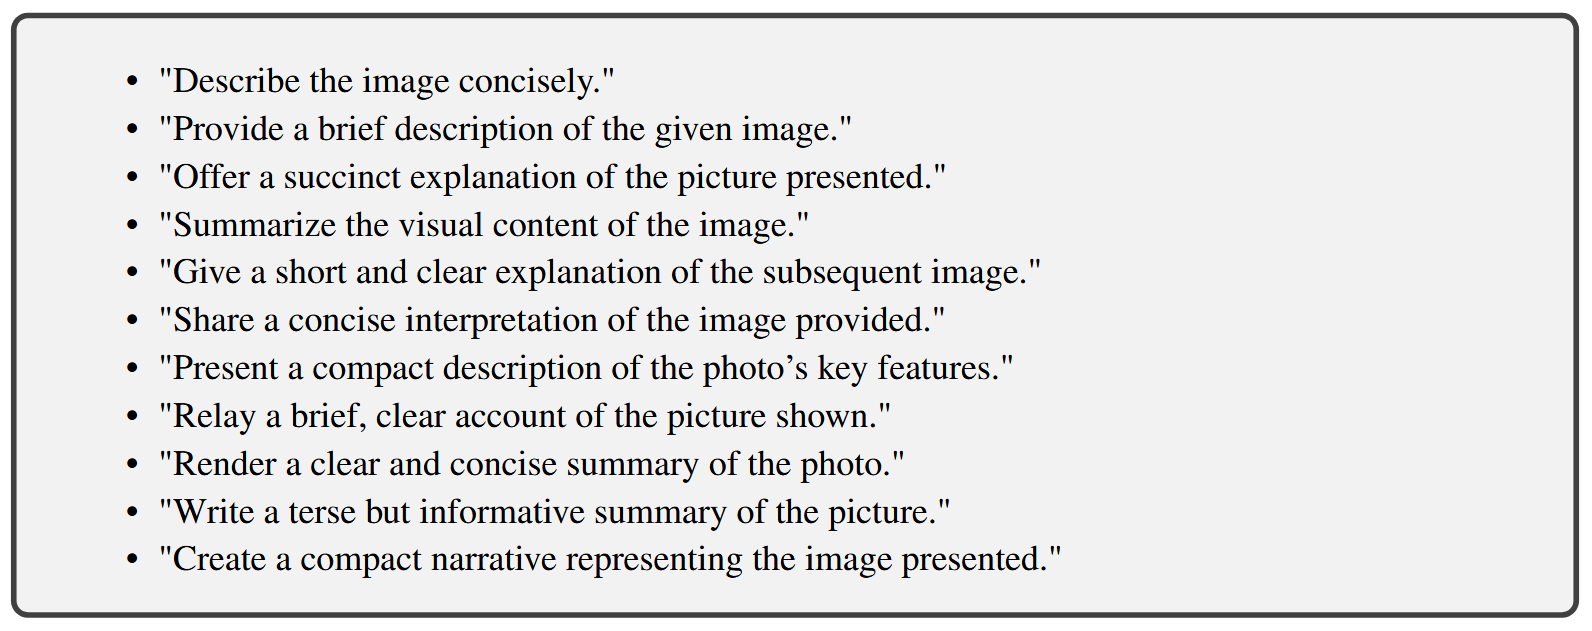 • "Describe the image concisely."
• "Provide a brief description of the given image."
• "Offer a succinct explanation of the picture presented."
• "Summarize the visual content of the image."
• "Give a short and clear explanation of the subsequent image."
• "Share a concise interpretation of the image provided."
• "Present a compact description of the photo’s key features."
• "Relay a brief, clear account of the picture shown."
• "Render a clear and concise summary of the photo."
• "Write a terse but informative summary of the picture."
• "Create a compact narrative representing the image presented."